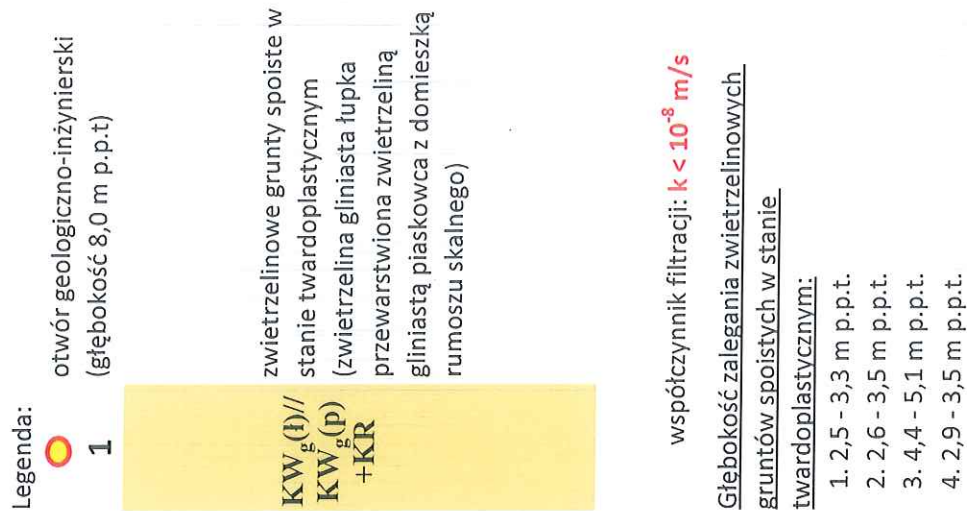 Legenda:
otwór geologiczno-inżynierski
(głębokość 8,0 m p.p.t)
1
KWg(ł)//
KWg(p)
+KR
zwietrzelinowe grunty spoiste w
stanie twardoplastycznym
(zwietrzelina gliniasta łupka
przewarstwiona zwietrzeliną
gliniastą piaskowca z domieszką
rumoszu skalnego)
współczynnik filtracji: k < 10⁻⁸ m/s
Głębokość zalegania zwietrzelinowych
gruntów spoistych w stanie
twardoplastycznym:
1. 2,5 - 3,3 m p.p.t.
2. 2,6 - 3,5 m p.p.t.
3. 4,4 - 5,1 m p.p.t.
4. 2,9 - 3,5 m p.p.t.